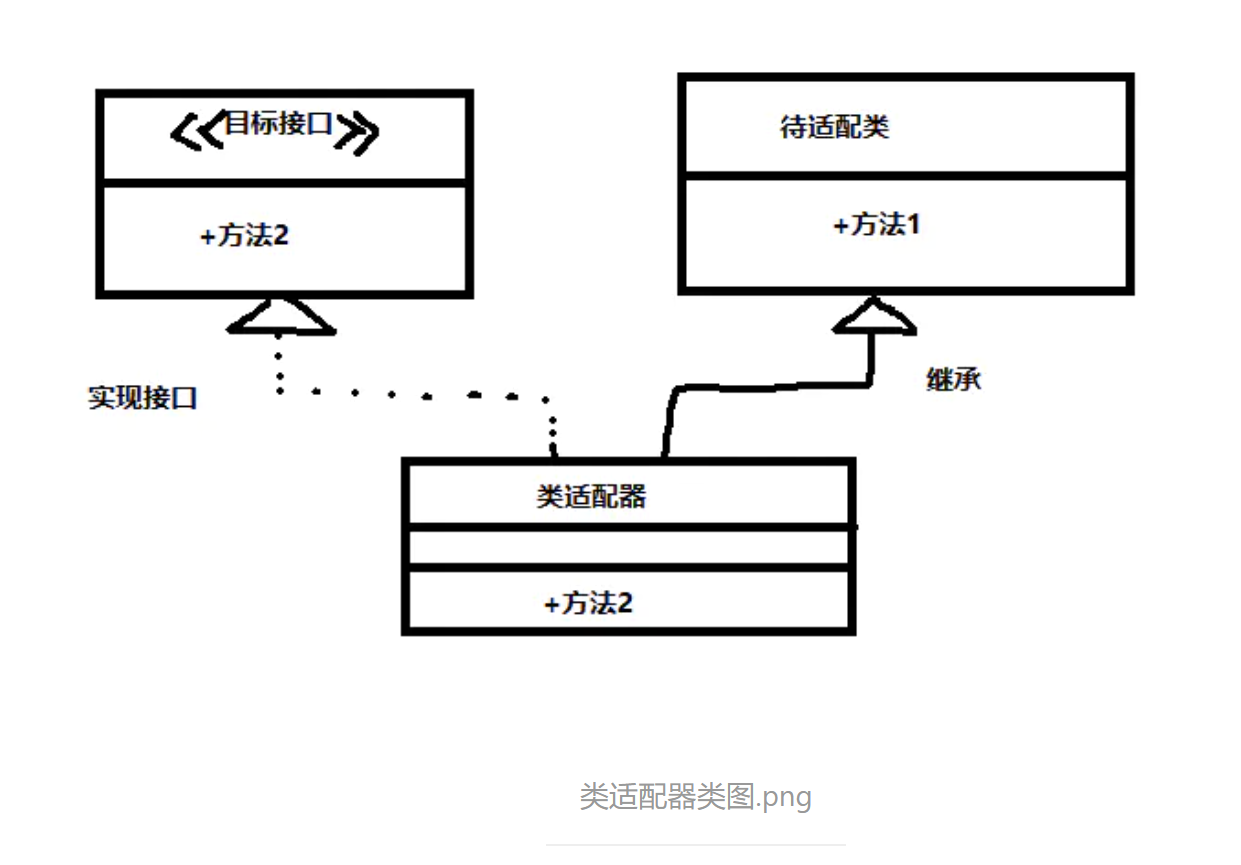 <<目标接口>>
+方法2
待适配类
+方法1
实现接口
继承
类适配器
+方法2
类适配器类图.png